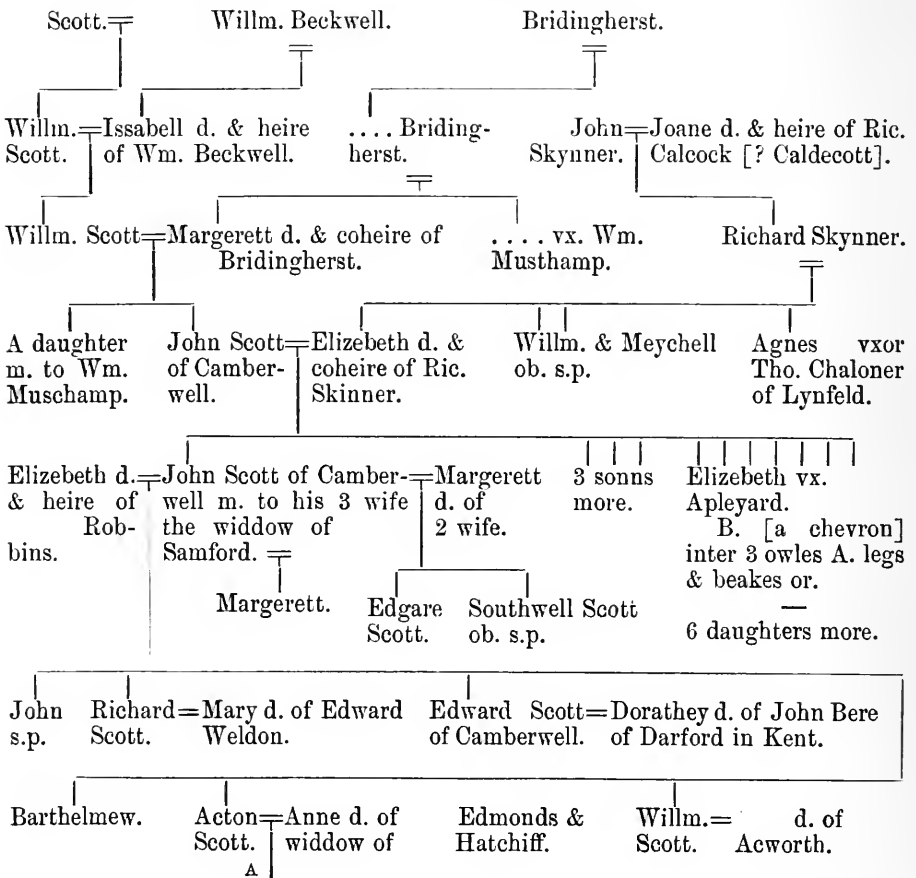 Scott. Willm. Beckwell. Bridingherst.
Willm. Scott. = Issabell d. & heire of Wm. Beckwell.
.... Bridingherst.
John Skynner. = Joane d. & heire of Ric. Calcock [? Caldecott].
Willm. Scott = Margerett d. & coheire of Bridingherst.
.... vx. Wm. Musthamp.
Richard Skynner.
A daughter
m. to Wm.
Muschamp.
John Scott
of Camber-
well.
=
Elizebeth d. &
coheire of Ric.
Skinner.
Willm. & Meychell
ob. s.p.
Agnes vxor
Tho. Chaloner
of Lynfeld.
Elizebeth d.
& heire of
Rob-
bins.
=
John Scott of Camber-
well m. to his 3 wife
the widdow of
Samford.
=
Margerett
d. of
2 wife.
3 sonns
more.
Elizebeth vx.
Apleyard.
B. [a chevron]
inter 3 owles A. legs
& beakes or.
—
6 daughters more.
Margerett.
Edgare
Scott.
Southwell Scott
ob. s.p.
John
s.p.
Richard
Scott.
=
Mary d. of Edward
Weldon.
Edward Scott
of Camberwell.
=
Dorathey d. of John Bere
of Darford in Kent.
Barthelmew.
Acton
Scott.
=
Anne d. of
widdow of
Edmonds &
Hatchiff.
Willm.
Scott.
=
d. of
Acworth.
A